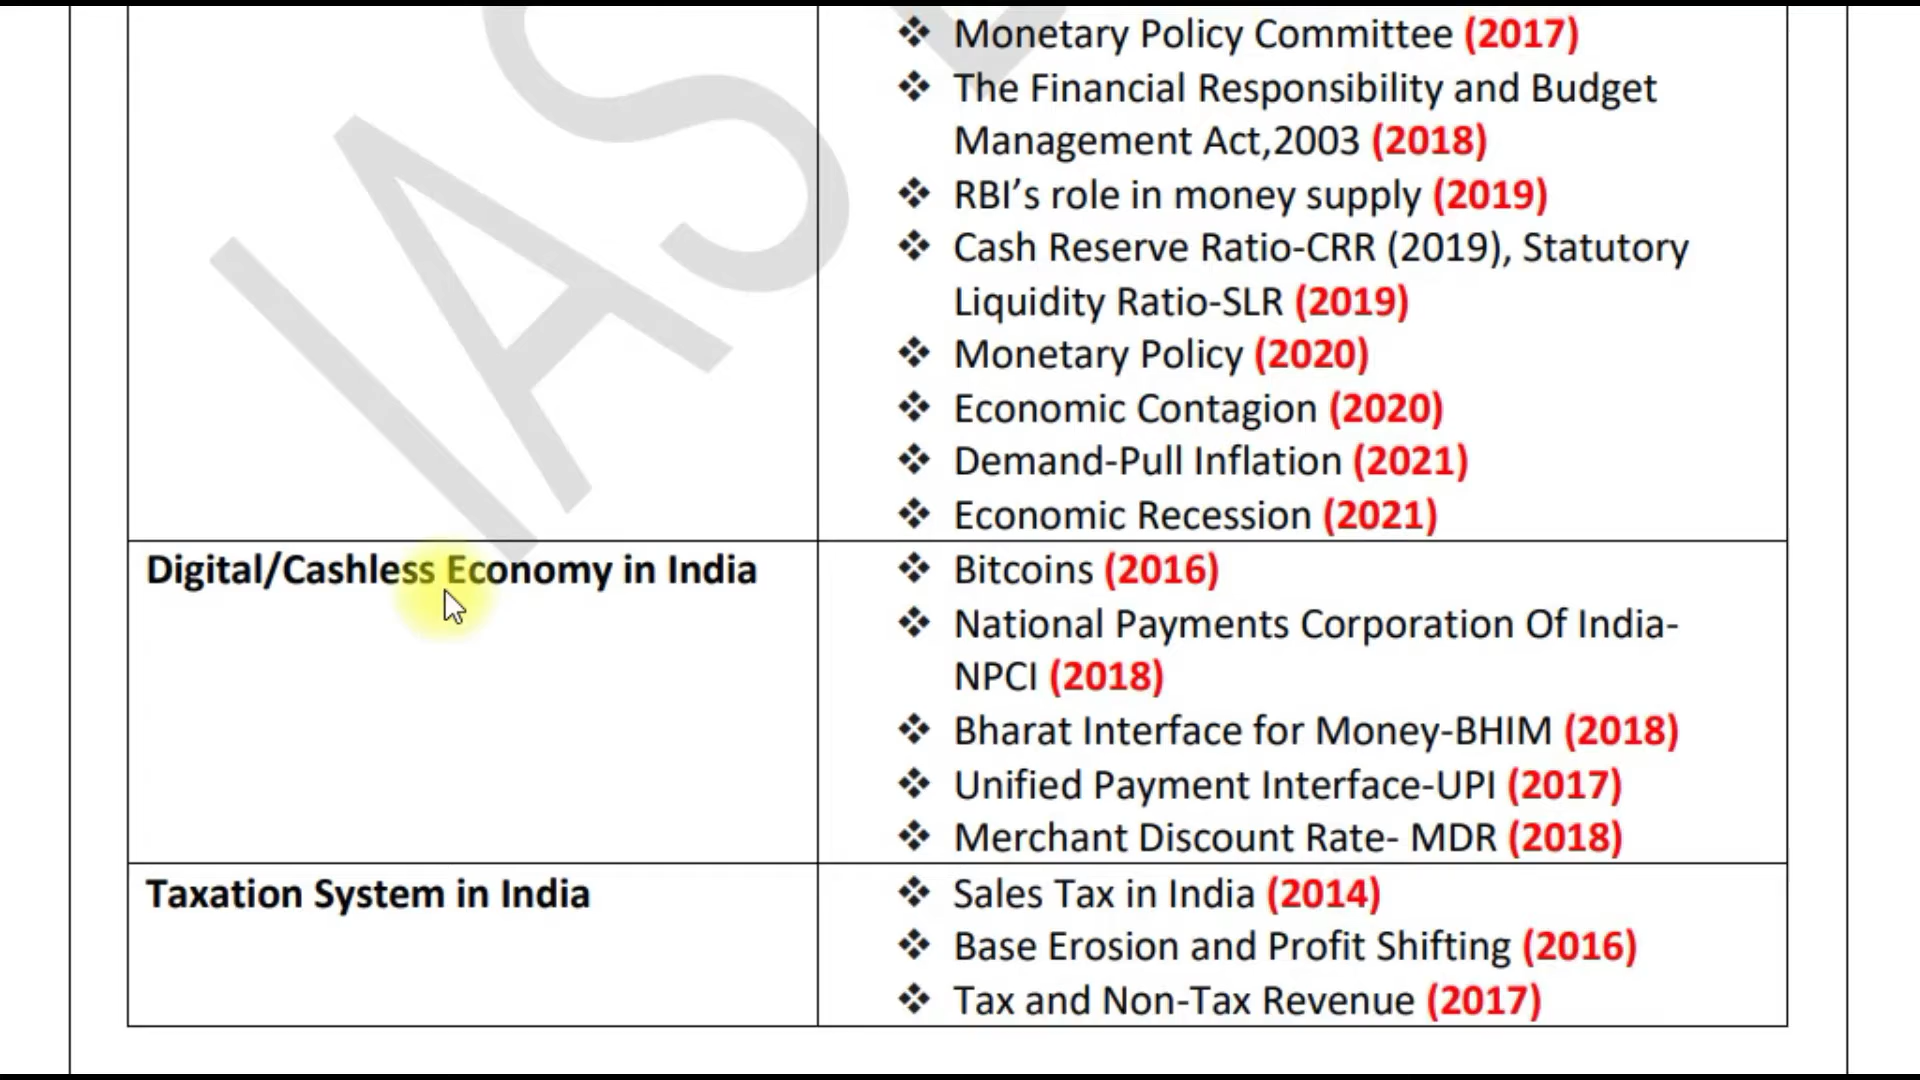 ❖ Monetary Policy Committee (2017)
❖ The Financial Responsibility and Budget
Management Act,2003 (2018)
❖ RBI’s role in money supply (2019)
❖ Cash Reserve Ratio-CRR (2019), Statutory
Liquidity Ratio-SLR (2019)
❖ Monetary Policy (2020)
❖ Economic Contagion (2020)
❖ Demand-Pull Inflation (2021)
❖ Economic Recession (2021)
Digital/Cashless Economy in India
❖ Bitcoins (2016)
❖ National Payments Corporation Of India-
NPCI (2018)
❖ Bharat Interface for Money-BHIM (2018)
❖ Unified Payment Interface-UPI (2017)
❖ Merchant Discount Rate- MDR (2018)
Taxation System in India
❖ Sales Tax in India (2014)
❖ Base Erosion and Profit Shifting (2016)
❖ Tax and Non-Tax Revenue (2017)
IAS